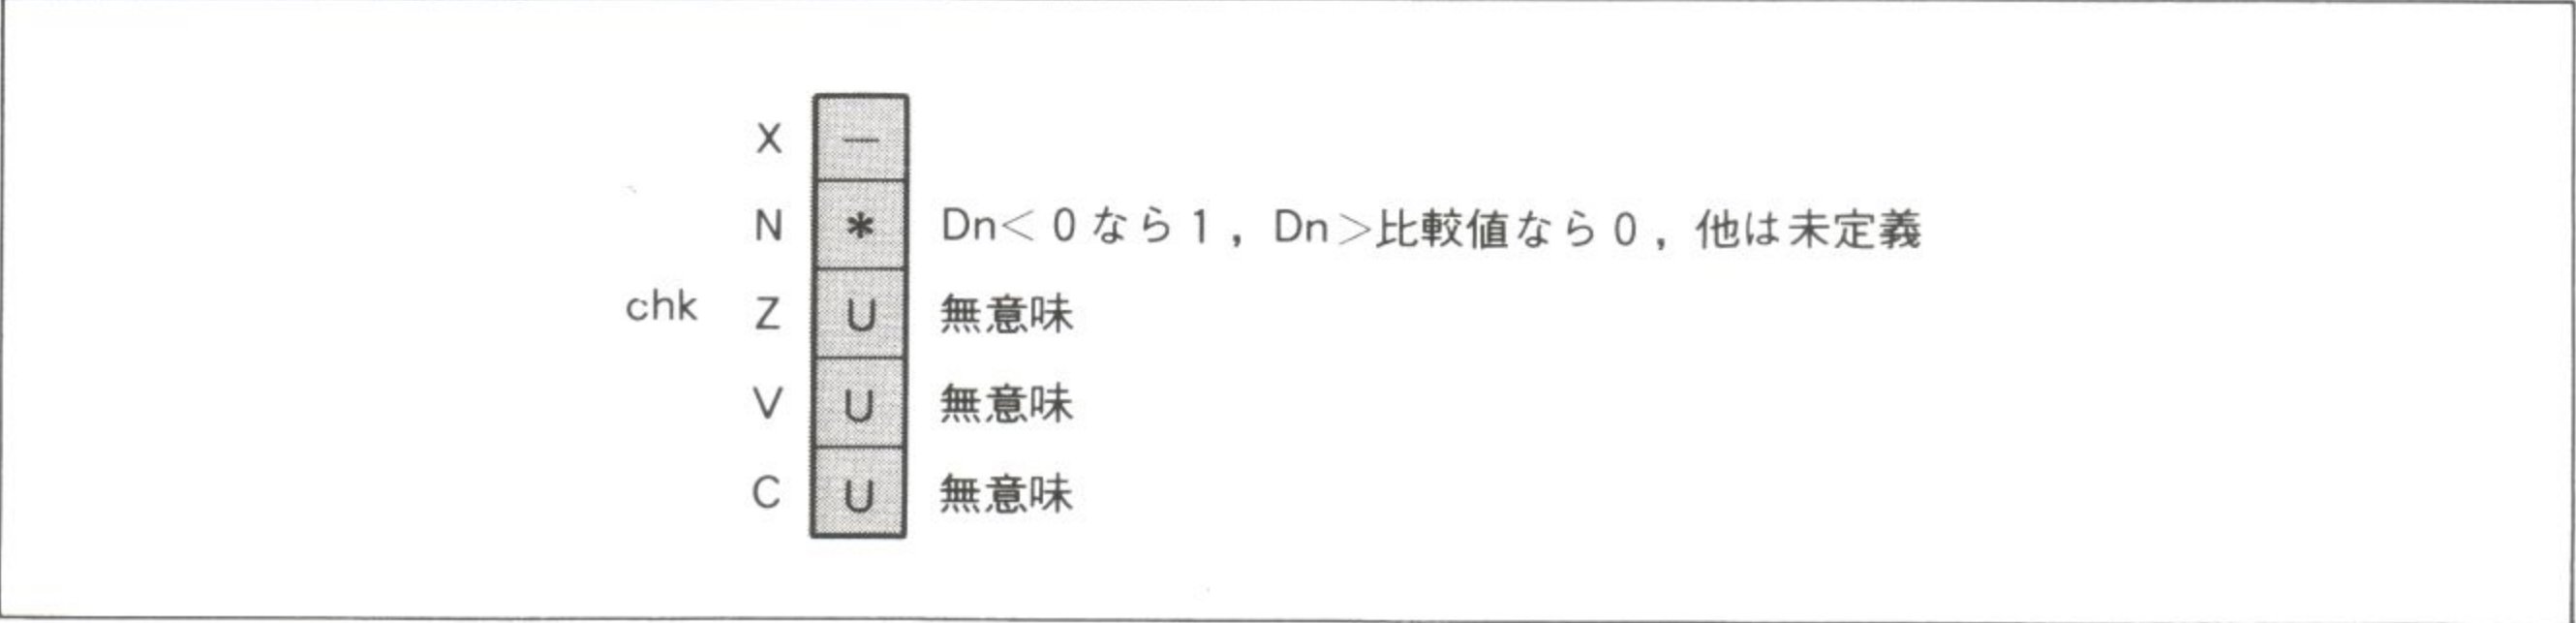 X —
N * Dn＜0なら1，Dn＞比較値なら0，他は未定義
chk Z U 無意味
V U 無意味
C U 無意味